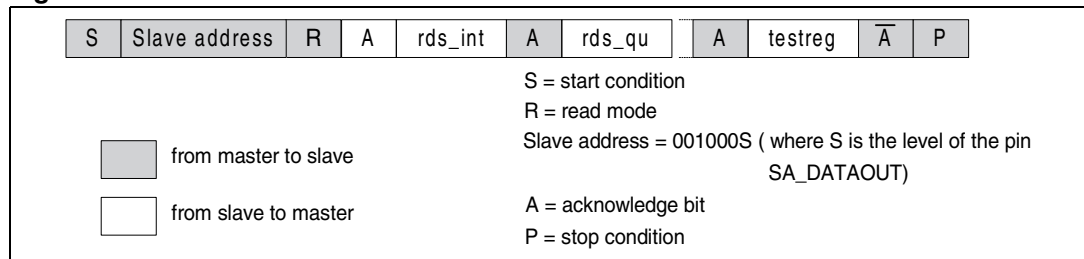 S Slave address R A rds_int A rds_qu A testreg A̅ P
S = start condition
R = read mode
Slave address = 001000S ( where S is the level of the pin
SA_DATAOUT)
from master to slave
A = acknowledge bit
from slave to master
P = stop condition